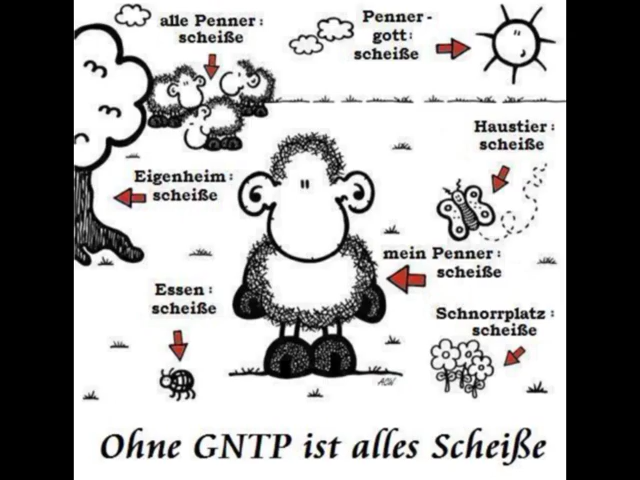 alle Penner:
scheiße
Penner-
gott:
scheiße
Haustier:
scheiße
Eigenheim:
scheiße
mein Penner:
scheiße
Essen:
scheiße
Schnorrplatz:
scheiße
ACW
Ohne GNTP ist alles Scheiße